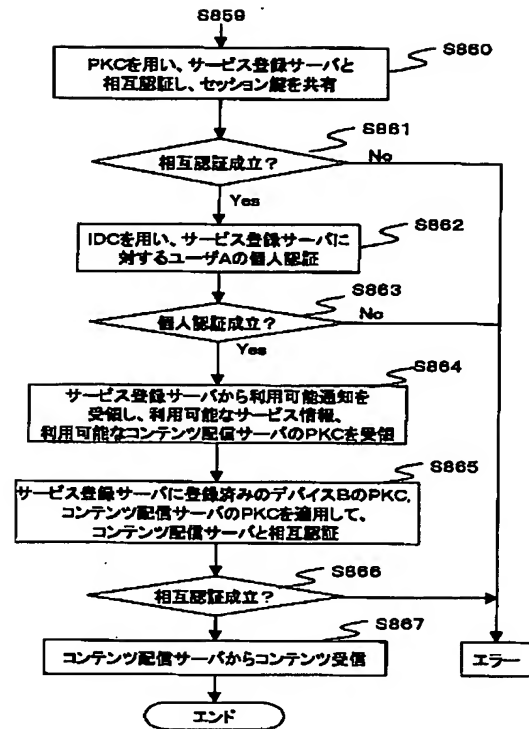 S859
PKCを用い、サービス登録サーバと
相互認証し、セッション鍵を共有
S860
相互認証成立?
S861
No
Yes
IDCを用い、サービス登録サーバに
対するユーザAの個人認証
S862
個人認証成立?
S863
No
Yes
サービス登録サーバから利用可能通知を
受領し、利用可能なサービス情報、
利用可能なコンテンツ配信サーバのPKCを受領
S864
サービス登録サーバに登録済みのデバイスBのPKC,
コンテンツ配信サーバのPKCを適用して、
コンテンツ配信サーバと相互認証
S865
相互認証成立?
S866
コンテンツ配信サーバからコンテンツ受信
S867
エラー
エンド